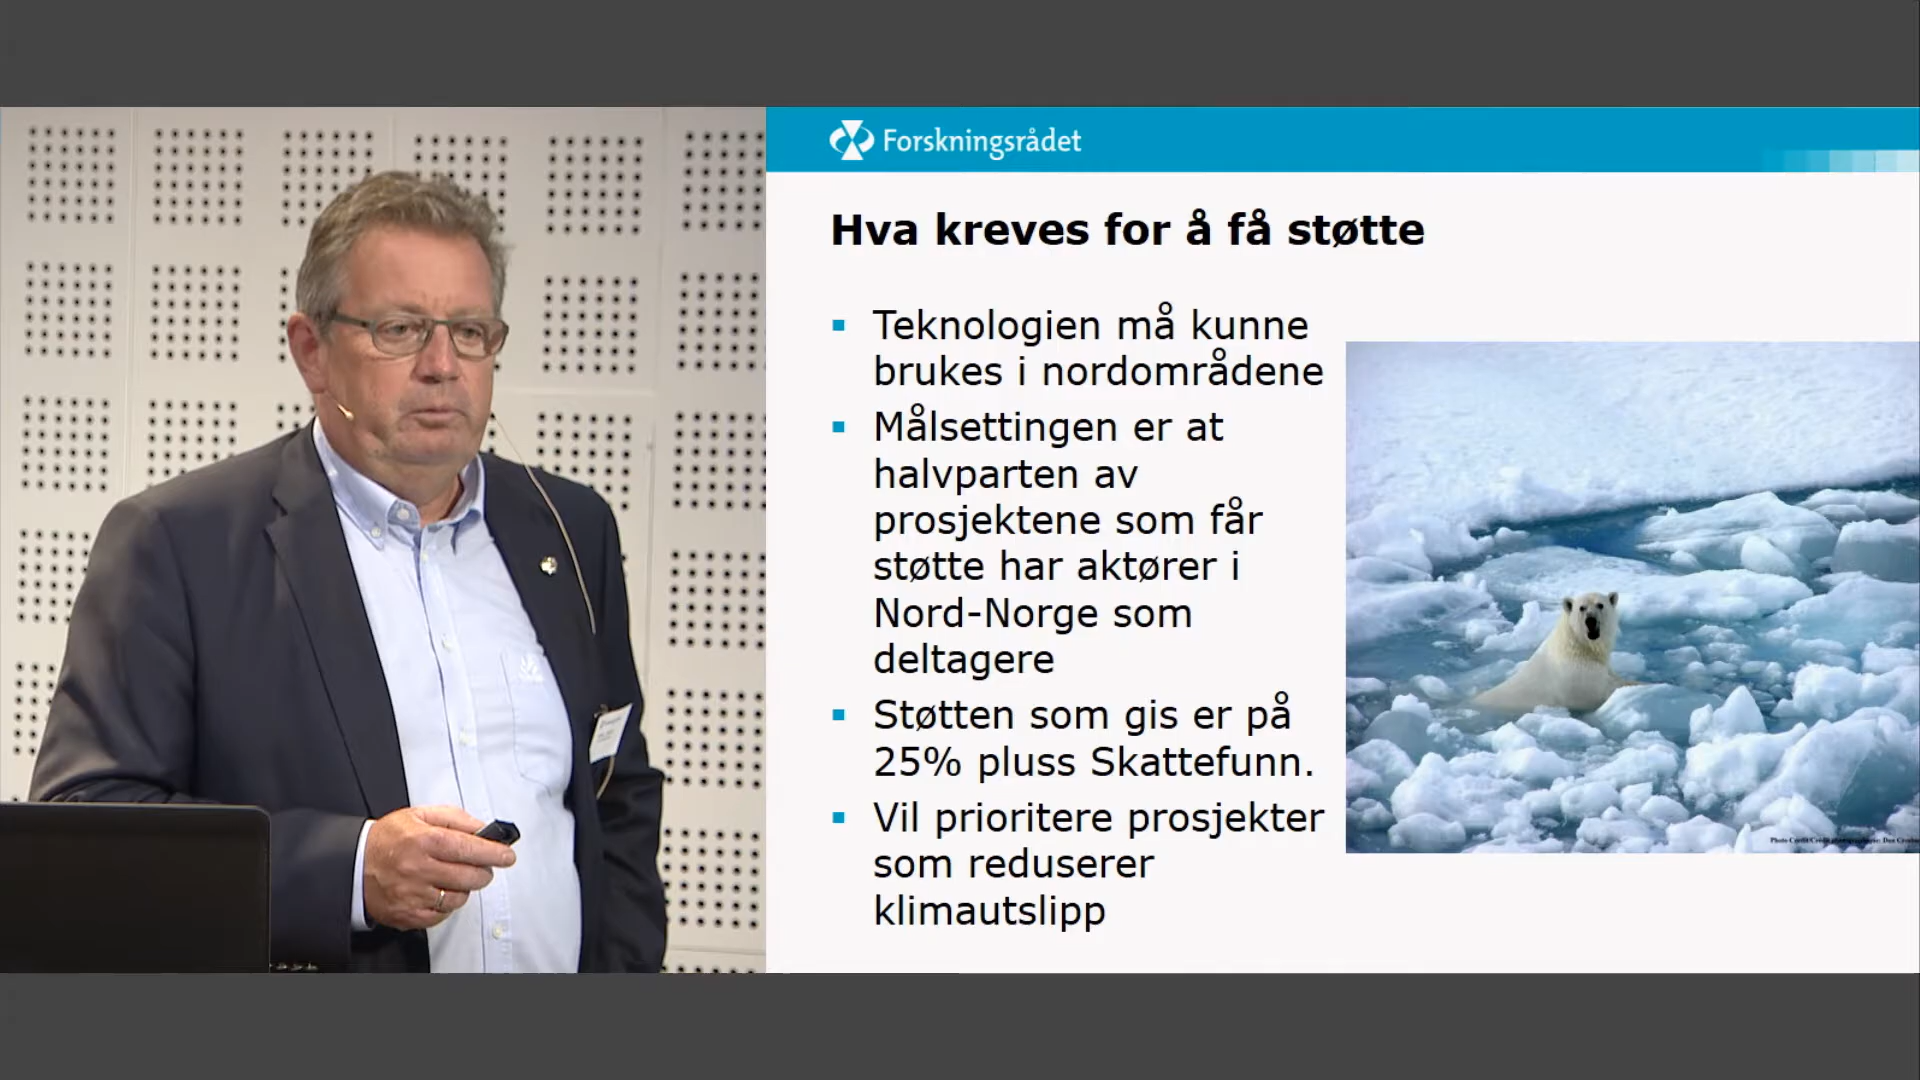 Forskningsrådet
Hva kreves for å få støtte
Teknologien må kunne
brukes i nordområdene
Målsettingen er at
halvparten av
prosjektene som får
støtte har aktører i
Nord-Norge som
deltagere
Støtten som gis er på
25% pluss Skattefunn.
Vil prioritere prosjekter
som reduserer
klimautslipp